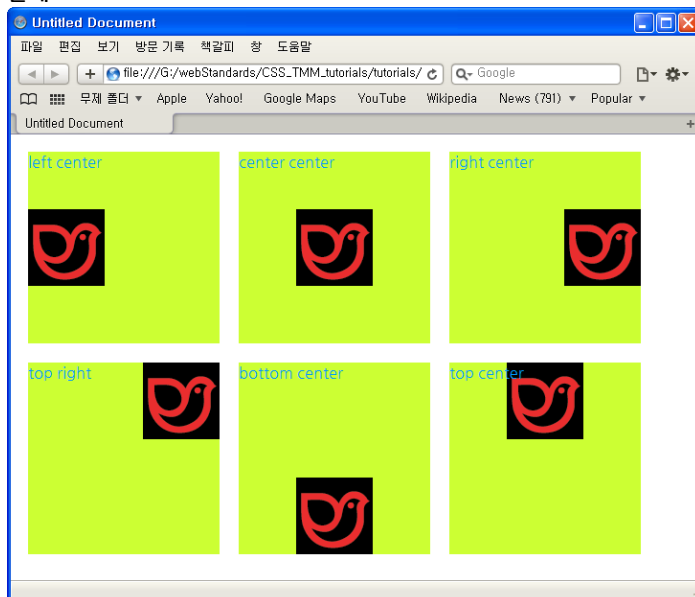 Untitled Document
파일 편집 보기 방문 기록 책갈피 창 도움말
file:///G:/webStandards/CSS_TMM_tutorials/tutorials/ Google
무제 폴더 Apple Yahoo! Google Maps YouTube Wikipedia News (791) Popular
Untitled Document
left center center center right center
top right bottom center top center